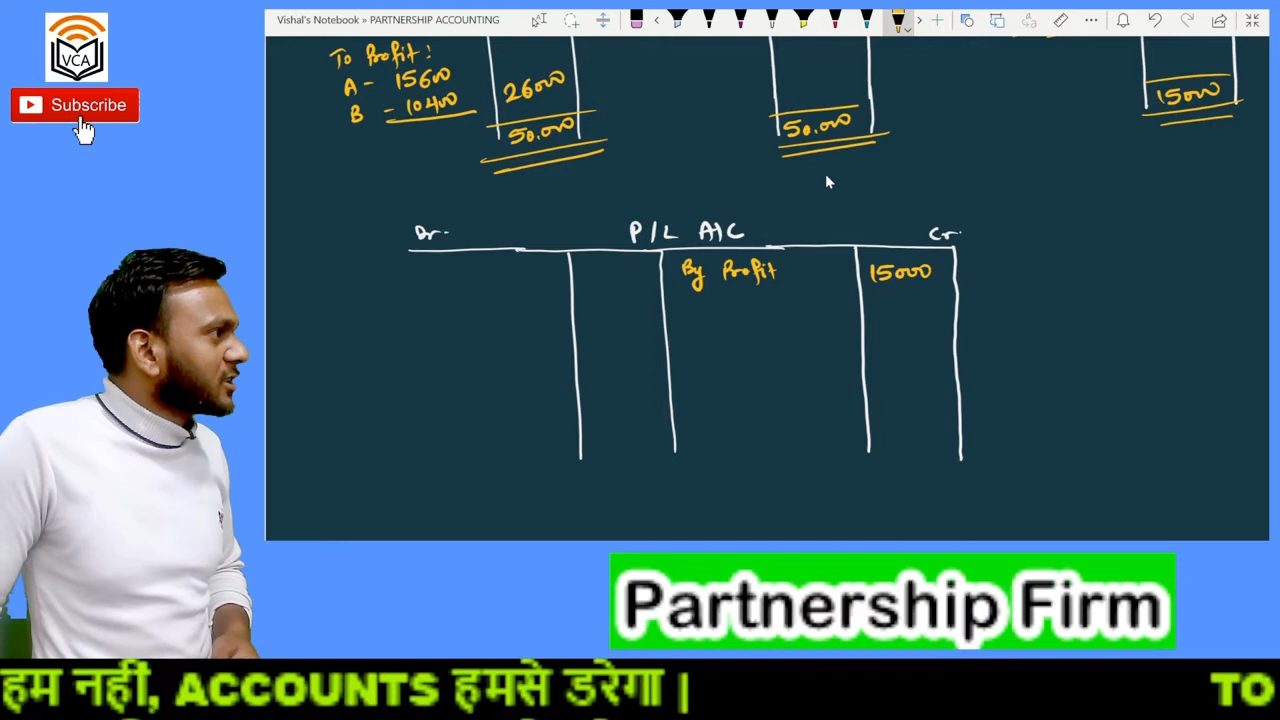 Vishal's Notebook » PARTNERSHIP ACCOUNTING
VCA
Subscribe
To Profit:
A - 15600
B - 10400
26000
50.000
50.000
15000
Dr.
P/L A/C
Cr.
By Profit
15000
Partnership Firm
हम नहीं, ACCOUNTS हमसे डरेगा |
TO